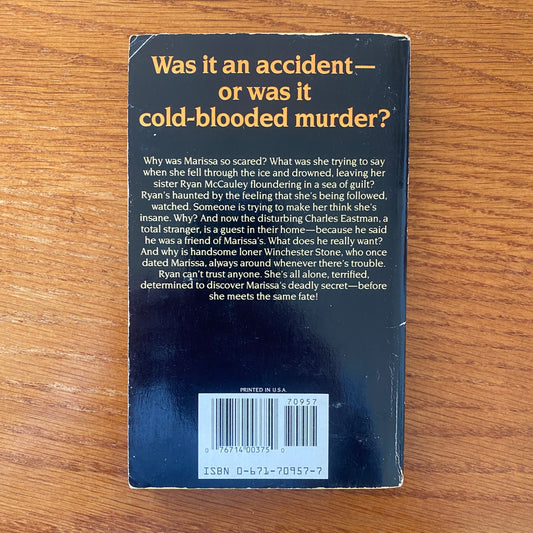 Was it an accident—
or was it
cold-blooded murder?
Why was Marissa so scared? What was she trying to say
when she fell through the ice and drowned, leaving her
sister Ryan McCauley floundering in a sea of guilt?
Ryan's haunted by the feeling that she's being followed,
watched. Someone is trying to make her think she's
insane. Why? And now the disturbing Charles Eastman, a
total stranger, is a guest in their home—because he said
he was a friend of Marissa's. What does he really want?
And why is handsome loner Winchester Stone, who once
dated Marissa, always around whenever there's trouble.
Ryan can't trust anyone. She's all alone, terrified,
determined to discover Marissa's deadly secret—before
she meets the same fate!
PRINTED IN U.S.A.
70957
0 76714 00375 0
ISBN 0-671-70957-7